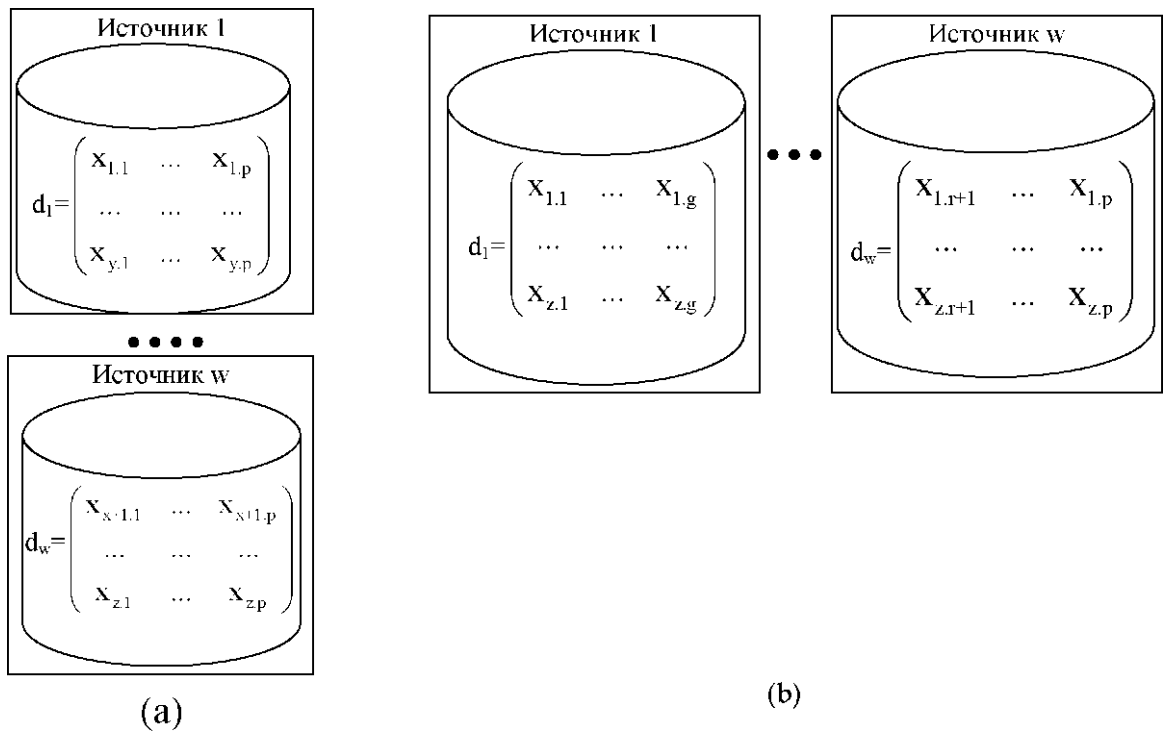 Источник 1
x1.1 ... x1.p
d1= ... ... ...
xy.1 ... xy.p
••••
Источник w
xx+1.1 ... xx+1.p
dw= ... ... ...
xz.1 ... xz.p
(a)
Источник 1
x1.1 ... x1.g
d1= ... ... ...
xz.1 ... xz.g
•••
Источник w
x1.r+1 ... x1.p
dw= ... ... ...
xz.r+1 ... xz.p
(b)